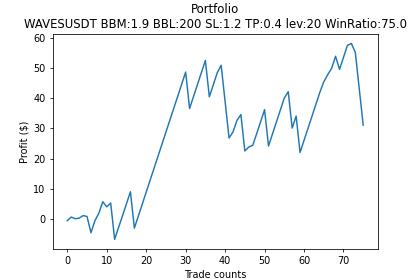 Portfolio
WAVESUSDT BBM:1.9 BBL:200 SL:1.2 TP:0.4 lev:20 WinRatio:75.0
60
50
40
30
20
10
0
Profit ($)
0 10 20 30 40 50 60 70
Trade counts